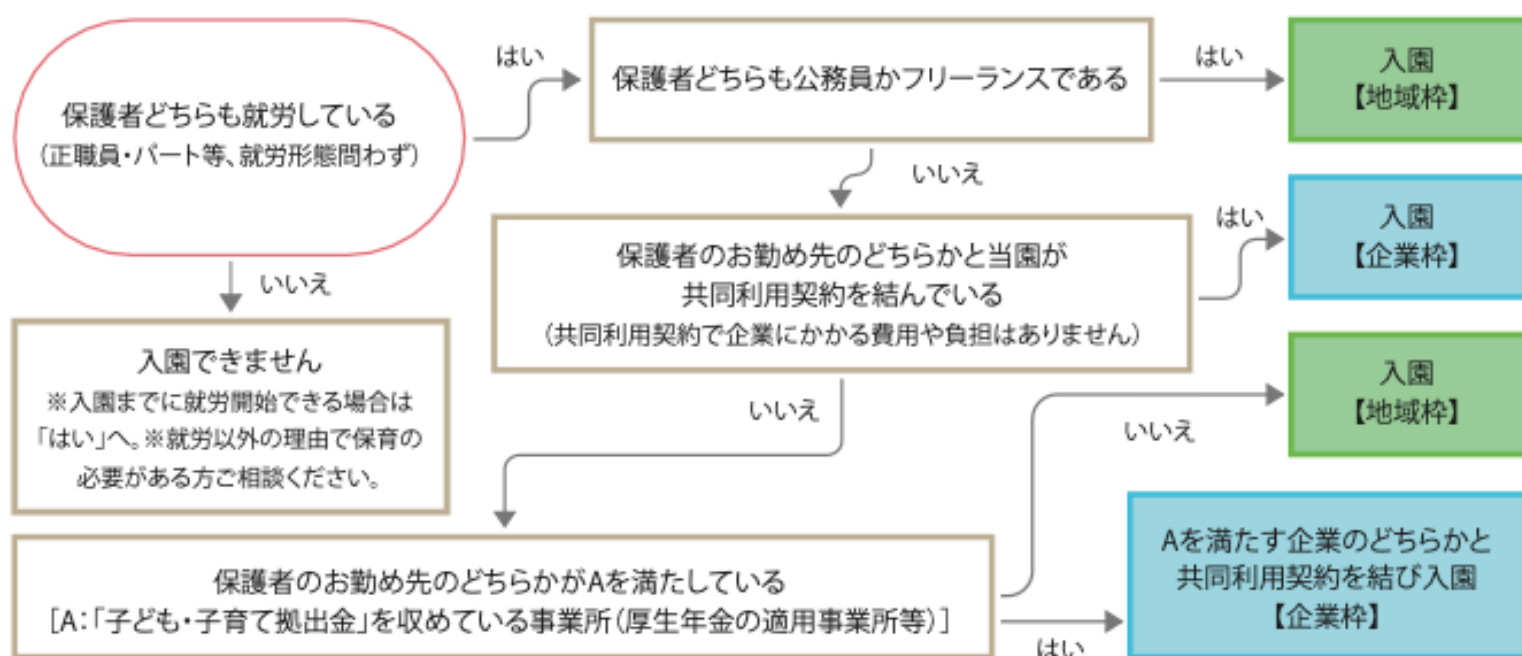 保護者どちらも就労している
(正職員・パート等、就労形態問わず)
はい
保護者どちらも公務員かフリーランスである
はい
入園
【地域枠】
いいえ
いいえ
入園できません
※入園までに就労開始できる場合は
「はい」へ。※就労以外の理由で保育の
必要がある方ご相談ください。
保護者のお勤め先のどちらかと当園が
共同利用契約を結んでいる
(共同利用契約で企業にかかる費用や負担はありません)
はい
入園
【企業枠】
いいえ
保護者のお勤め先のどちらかがAを満たしている
[A:「子ども・子育て拠出金」を収めている事業所(厚生年金の適用事業所等)]
いいえ
入園
【地域枠】
はい
Aを満たす企業のどちらかと
共同利用契約を結び入園
【企業枠】